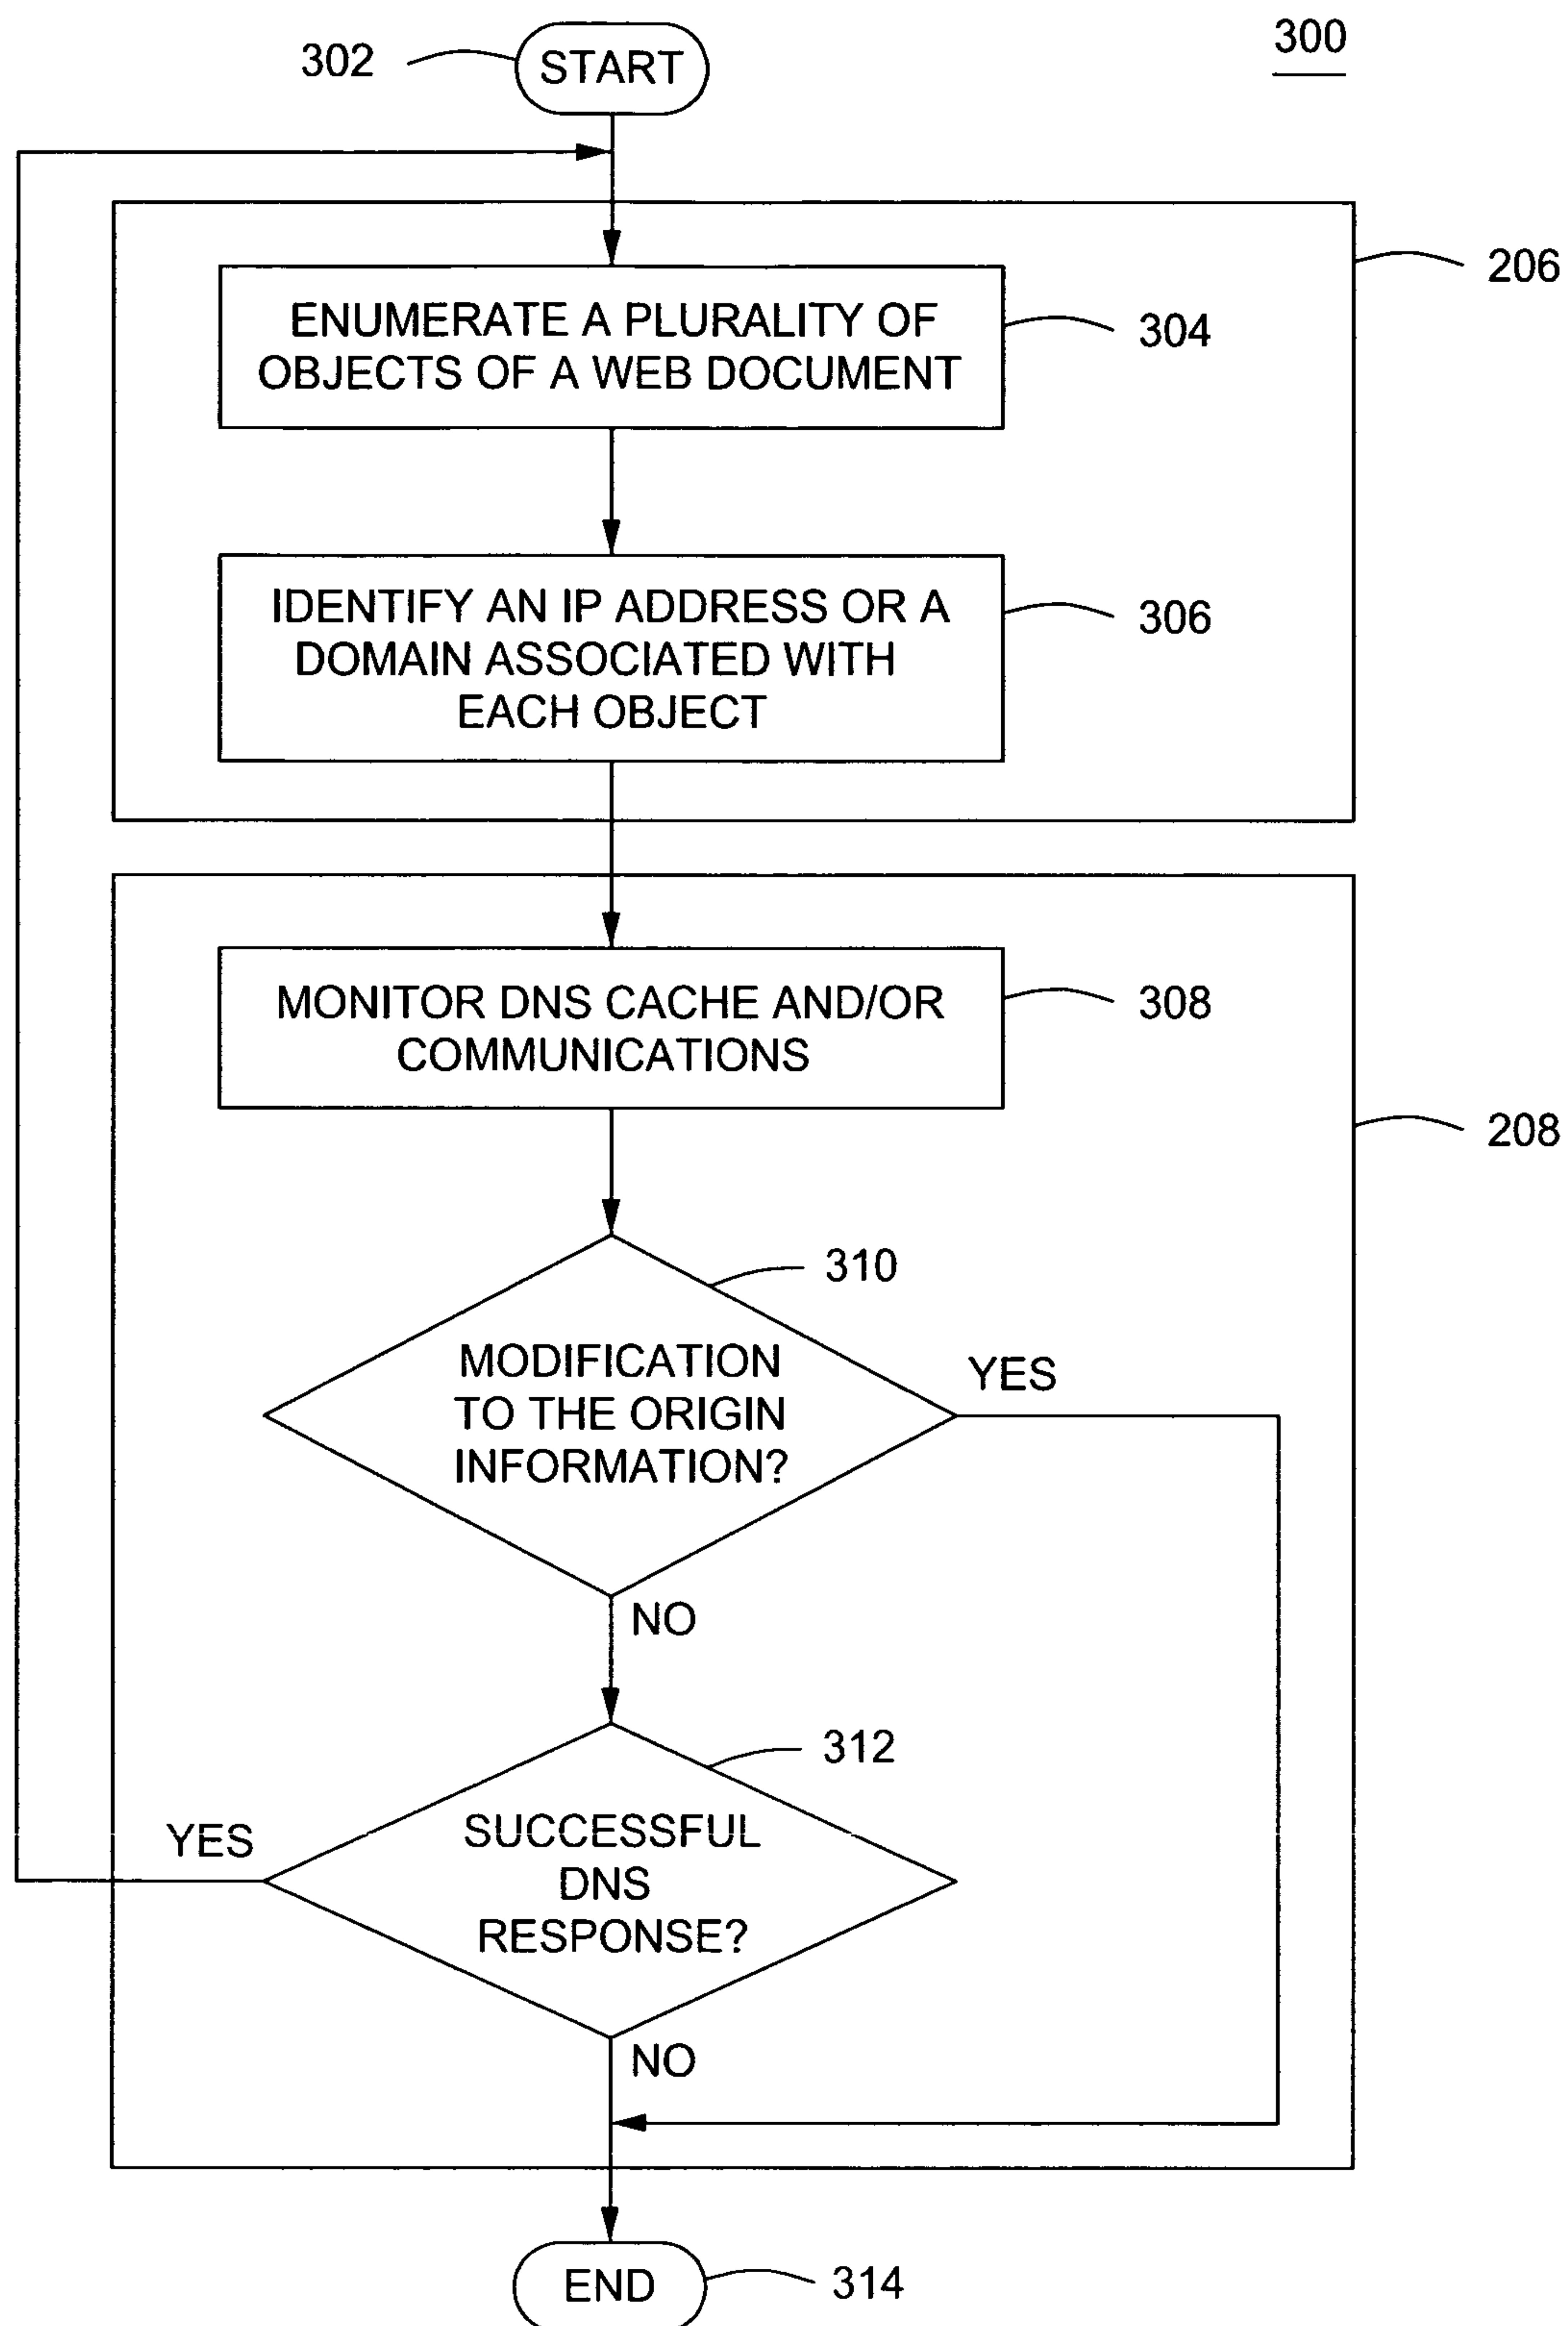 300
302
START
206
ENUMERATE A PLURALITY OF
OBJECTS OF A WEB DOCUMENT
304
IDENTIFY AN IP ADDRESS OR A
DOMAIN ASSOCIATED WITH
EACH OBJECT
306
MONITOR DNS CACHE AND/OR
COMMUNICATIONS
308
208
310
MODIFICATION
TO THE ORIGIN
INFORMATION?
YES
NO
312
SUCCESSFUL
DNS
RESPONSE?
YES
NO
END
314